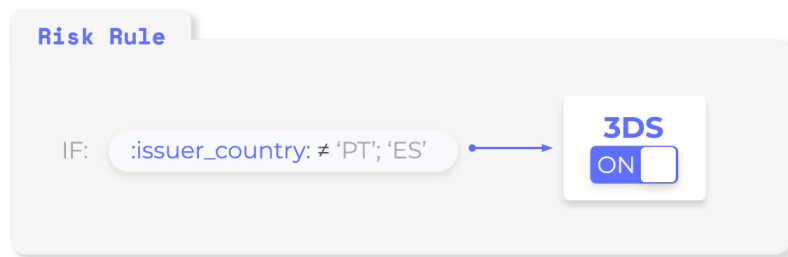 Risk Rule
IF: :issuer_country: ≠ ‘PT’; ‘ES’
3DS
ON